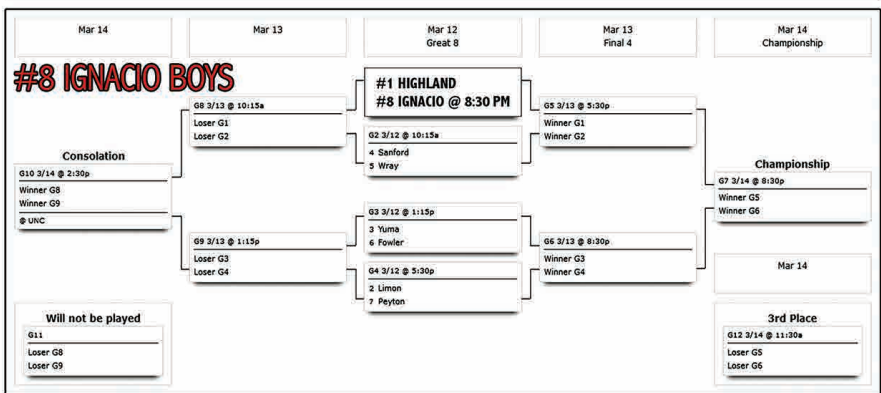 Mar 14
Mar 13
Mar 12
Great 8
Mar 13
Final 4
Mar 14
Championship
#8 IGNACIO BOYS
#1 HIGHLAND
#8 IGNACIO @ 8:30 PM
G8 3/13 @ 10:15a
Loser G1
Loser G2
G5 3/13 @ 5:30p
Winner G1
Winner G2
G2 3/12 @ 10:15a
4 Sanford
5 Wray
Consolation
G10 3/14 @ 2:30p
Winner G8
Winner G9
@ UNC
Championship
G7 3/14 @ 8:30p
Winner G5
Winner G6
G3 3/12 @ 1:15p
3 Yuma
6 Fowler
G9 3/13 @ 1:15p
Loser G3
Loser G4
G6 3/13 @ 8:30p
Winner G3
Winner G4
G4 3/12 @ 5:30p
2 Limon
7 Peyton
Mar 14
Will not be played
G11
Loser G8
Loser G9
3rd Place
G12 3/14 @ 11:30a
Loser G5
Loser G6